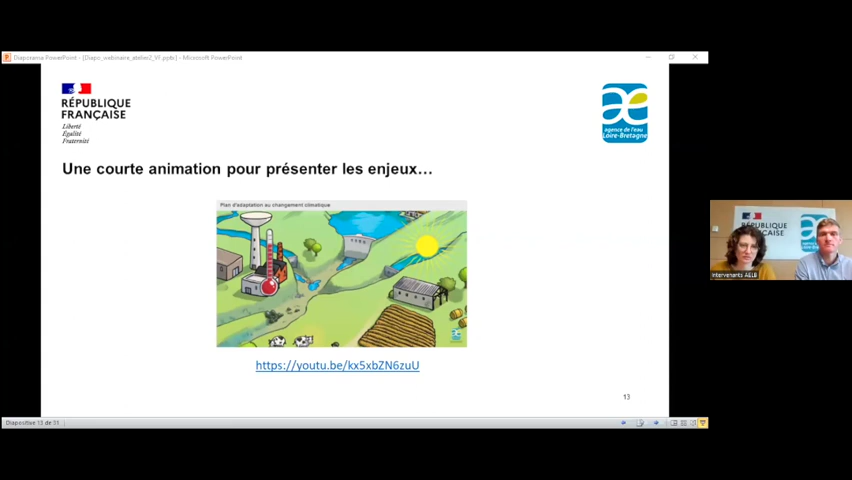 Diaporama PowerPoint - [Diapo_webinaire_atelier2_VF.pptx] - Microsoft PowerPoint
RÉPUBLIQUE
FRANÇAISE
Liberté
Égalité
Fraternité
agence de l'eau
Loire-Bretagne
Une courte animation pour présenter les enjeux…
Plan d'adaptation au changement climatique
https://youtu.be/kx5xbZN6zuU
13
Diapositive 13 de 31
RÉPUBLIQUE
FRANÇAISE
Intervenants AELB